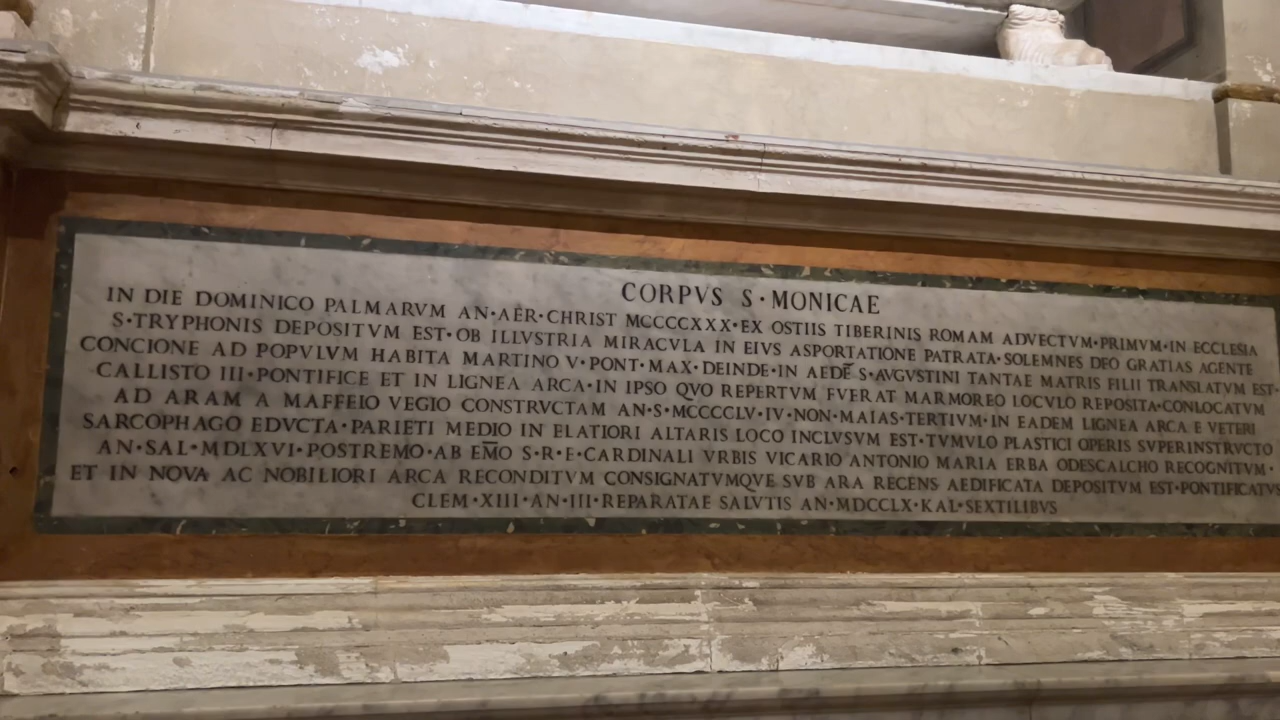 CORPVS S·MONICAE
IN DIE DOMINICO PALMARVM AN·AËR·CHRIST MCCCCXXX·EX OSTIIS TIBERINIS ROMAM ADVECTVM·PRIMVM·IN ECCLESIA
S·TRYPHONIS DEPOSITVM EST·OB ILLVSTRIA MIRACVLA IN EIVS ASPORTATIONE PATRATA·SOLEMNES DEO GRATIAS AGENTE
CONCIONE AD POPVLVM HABITA MARTINO V·PONT·MAX·DEINDE·IN AEDE̅ S·AVGVSTINI TANTAE MATRIS FILII TRANSLATVM EST·
CALLISTO III·PONTIFICE ET IN LIGNEA ARCA·IN IPSO QVO REPERTVM FVERAT MARMOREO LOCVLO REPOSITA·CONLOCATVM
AD ARAM A MAFFEIO VEGIO CONSTRVCTAM AN·S·MCCCCLV·IV·NON·MAIAS·TERTIVM·IN EADEM LIGNEA ARCA E VETERI
SARCOPHAGO EDVCTA·PARIETI MEDIO IN ELATIORI ALTARIS LOCO INCLVSVM EST·TVMVLO PLASTICI OPERIS SVPERINSTRVCTO
AN·SAL·MDLXVI·POSTREMO·AB EM̅O S·R·E·CARDINALI VRBIS VICARIO ANTONIO MARIA ERBA ODESCALCHO RECOGNITVM·
ET IN NOVA AC NOBILIORI ARCA RECONDITVM CONSIGNATVMQVE SVB ARA RECENS AEDIFICATA DEPOSITVM EST·PONTIFICATVS
CLEM·XIII·AN·III·REPARATAE SALVTIS AN·MDCCLX·KAL·SEXTILIBVS